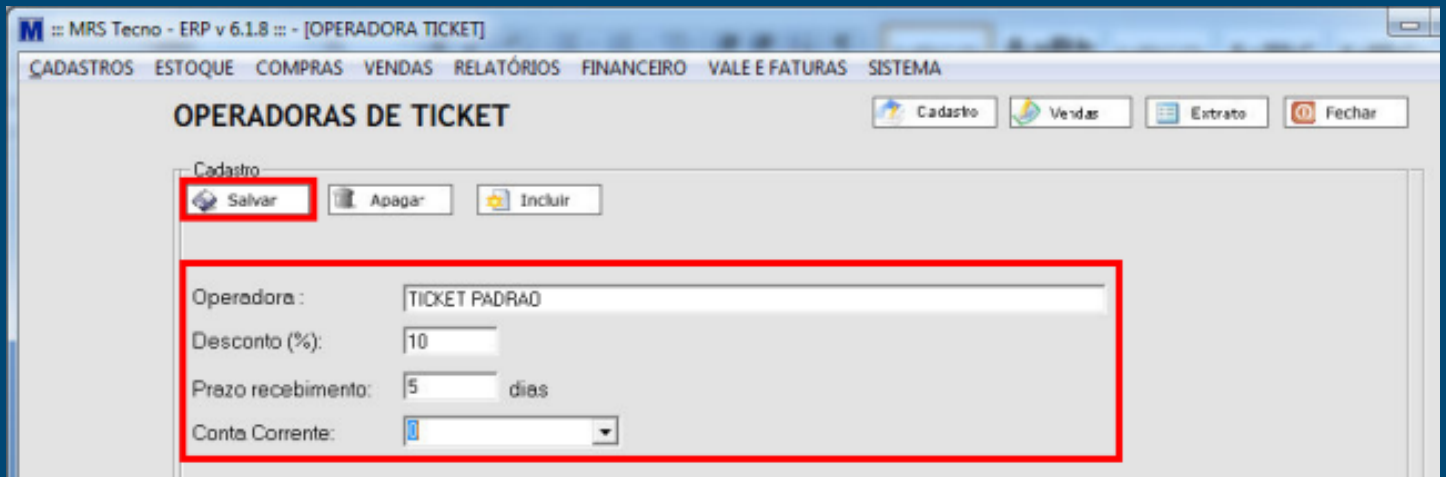 M ::: MRS Tecno - ERP v 6.1.8 ::: - [OPERADORA TICKET]
CADASTROS ESTOQUE COMPRAS VENDAS RELATÓRIOS FINANCEIRO VALE E FATURAS SISTEMA
OPERADORAS DE TICKET
Cadastro Vendas Extrato Fechar
Cadastro
Salvar Apagar Incluir
Operadora : TICKET PADRAO
Desconto (%): 10
Prazo recebimento: 5 dias
Conta Corrente: 0